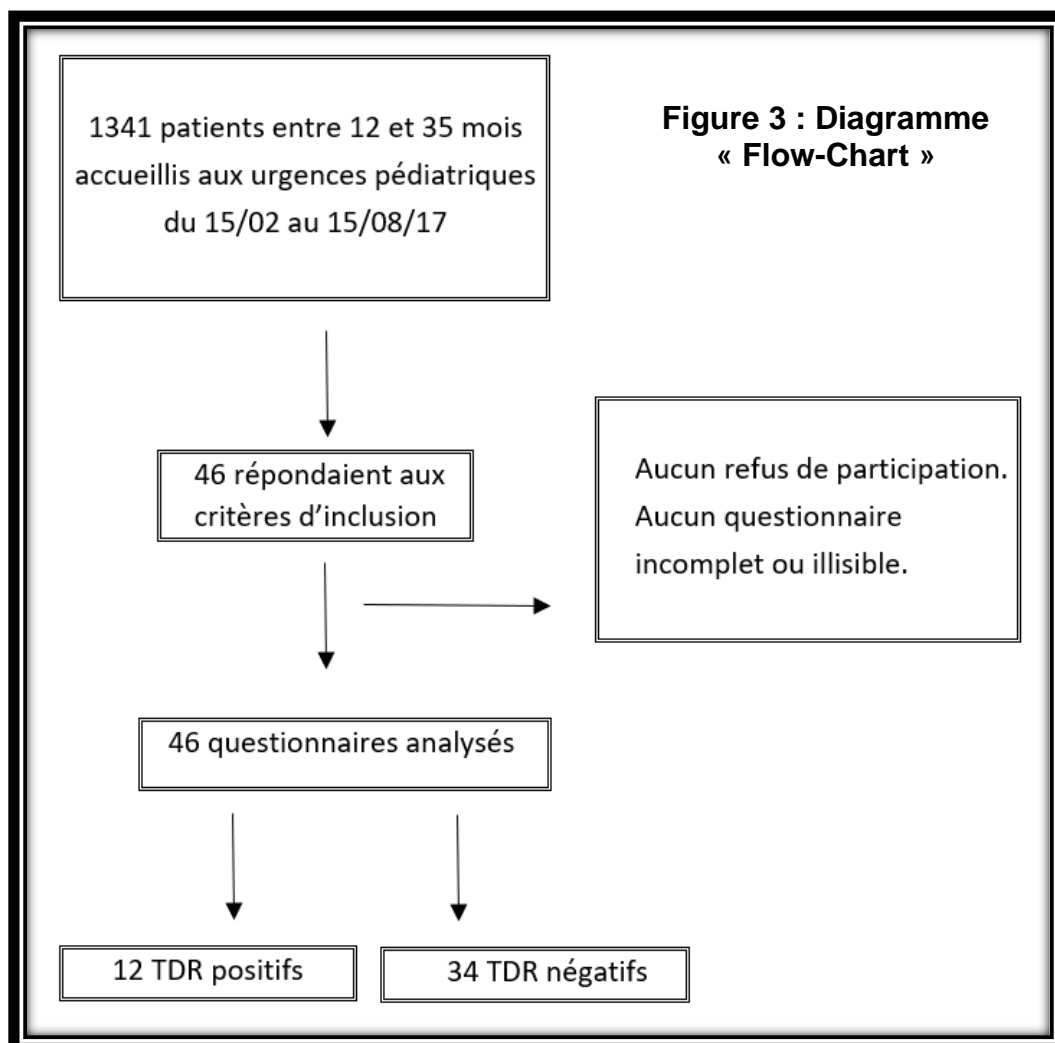 Figure 3 : Diagramme
« Flow-Chart »
1341 patients entre 12 et 35 mois
accueillis aux urgences pédiatriques
du 15/02 au 15/08/17
46 répondaient aux
critères d’inclusion
Aucun refus de participation.
Aucun questionnaire
incomplet ou illisible.
46 questionnaires analysés
12 TDR positifs
34 TDR négatifs